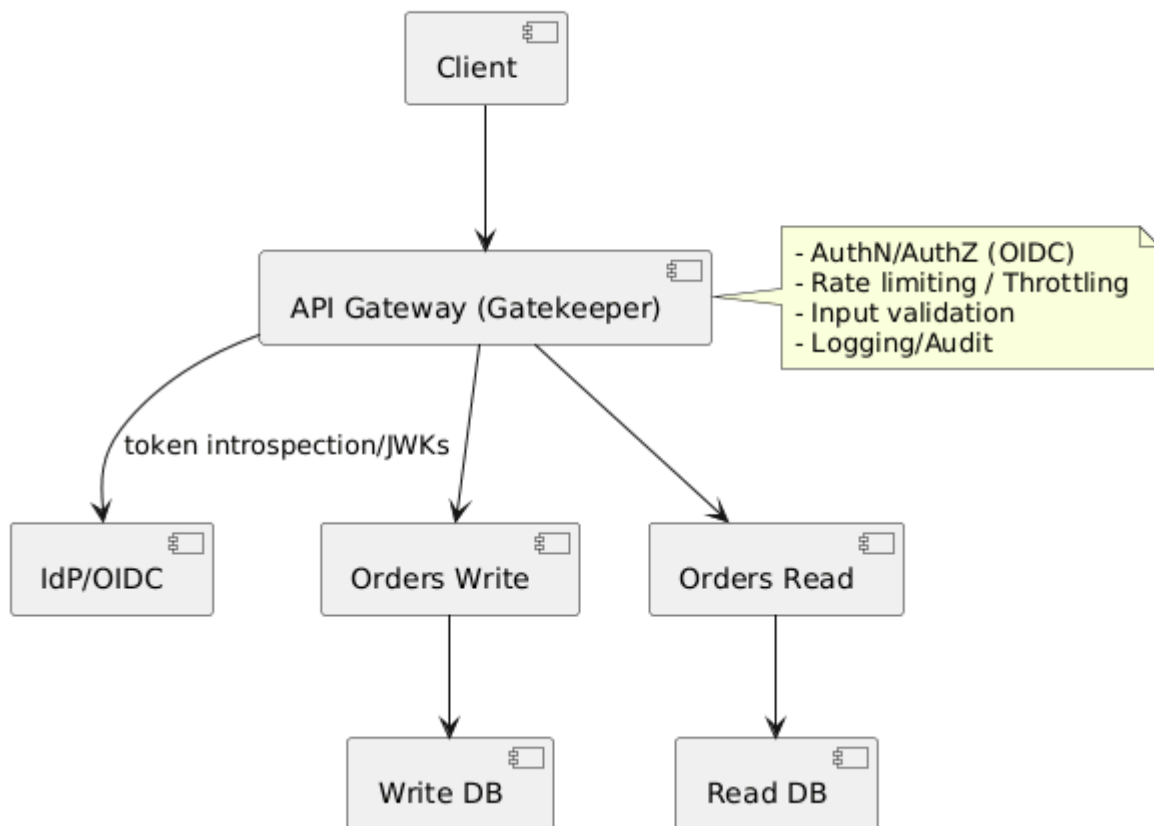 Client
API Gateway (Gatekeeper)
- AuthN/AuthZ (OIDC)
- Rate limiting / Throttling
- Input validation
- Logging/Audit
token introspection/JWKs
IdP/OIDC
Orders Write
Orders Read
Write DB
Read DB